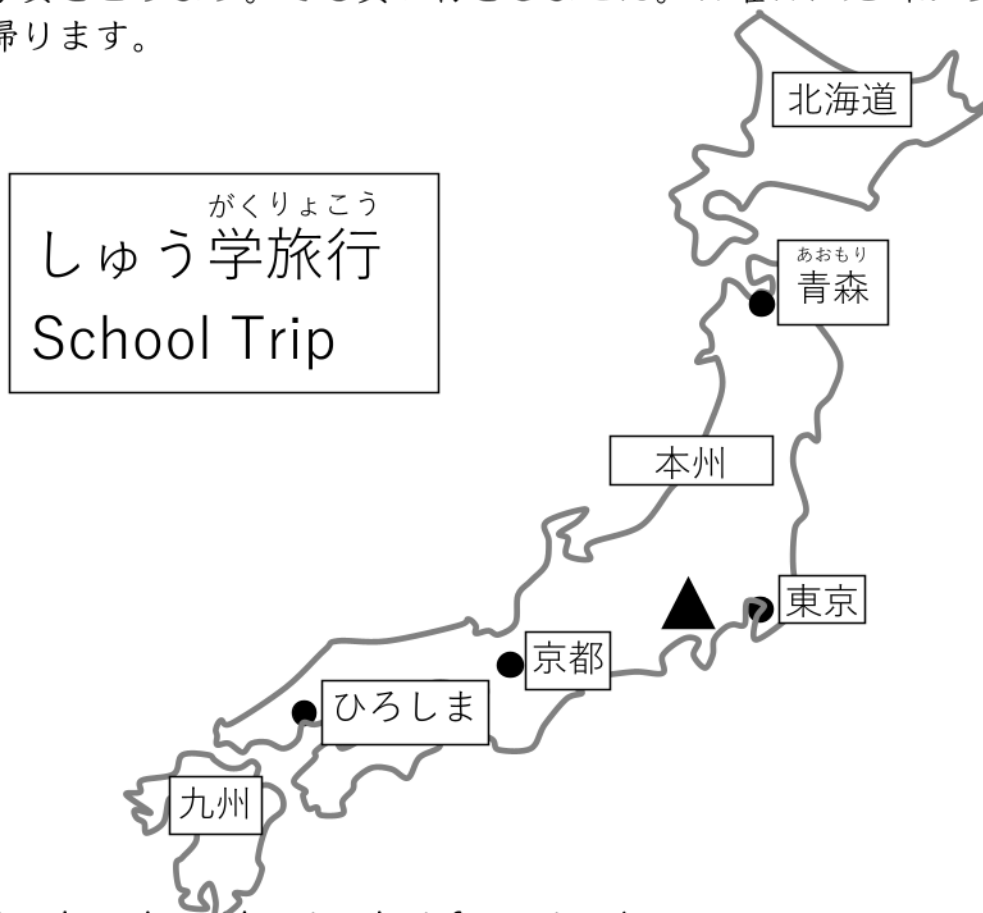 帰ります。
北海道
がくりょこう
しゅう学旅行
School Trip
あおもり
青森
本州
東京
京都
ひろしま
九州